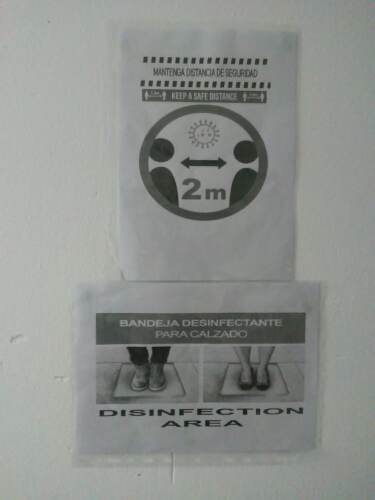 MANTENGA DISTANCIA DE SEGURIDAD
KEEP A SAFE DISTANCE
2m
BANDEJA DESINFECTANTE
PARA CALZADO
DISINFECTION
AREA